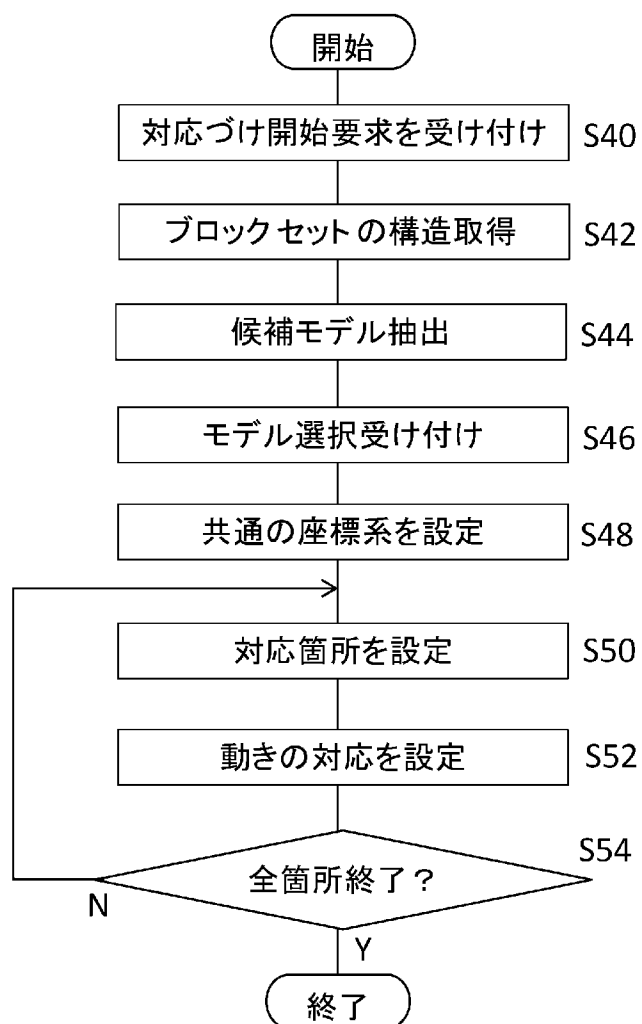 開始
対応づけ開始要求を受け付け S40
ブロックセットの構造取得 S42
候補モデル抽出 S44
モデル選択受け付け S46
共通の座標系を設定 S48
対応箇所を設定 S50
動きの対応を設定 S52
全箇所終了? S54
N
Y
終了